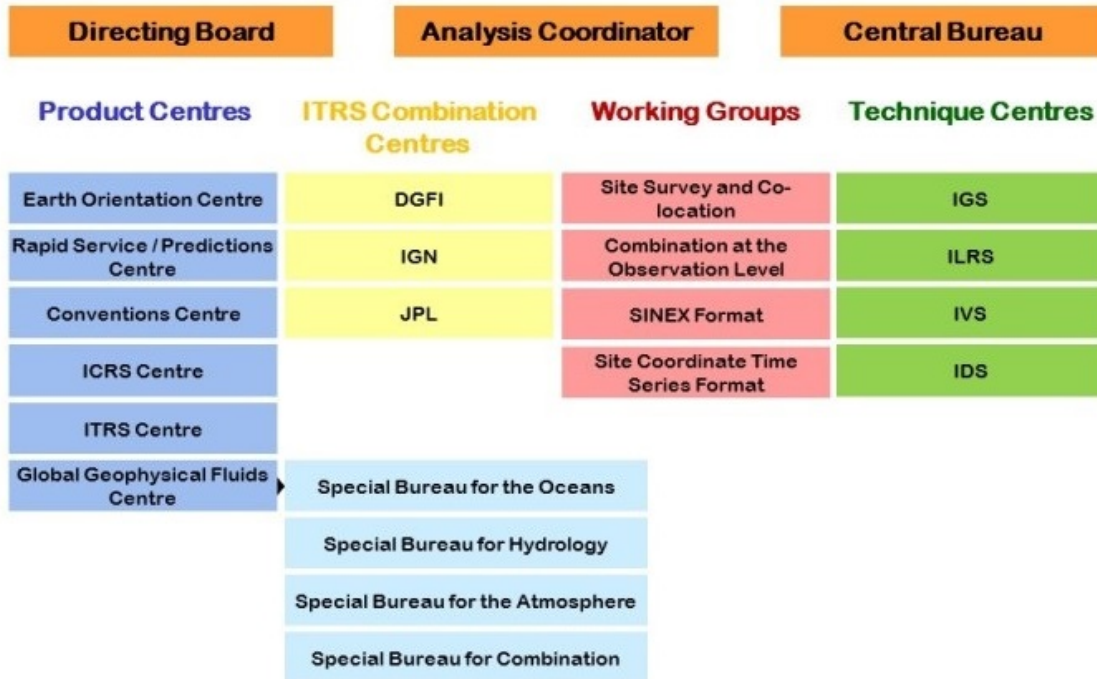 Directing Board
Analysis Coordinator
Central Bureau
Product Centres
ITRS Combination
Centres
Working Groups
Technique Centres
Earth Orientation Centre
Rapid Service / Predictions
Centre
Conventions Centre
ICRS Centre
ITRS Centre
Global Geophysical Fluids
Centre
DGFI
IGN
JPL
Site Survey and Co-
location
Combination at the
Observation Level
SINEX Format
Site Coordinate Time
Series Format
IGS
ILRS
IVS
IDS
Special Bureau for the Oceans
Special Bureau for Hydrology
Special Bureau for the Atmosphere
Special Bureau for Combination